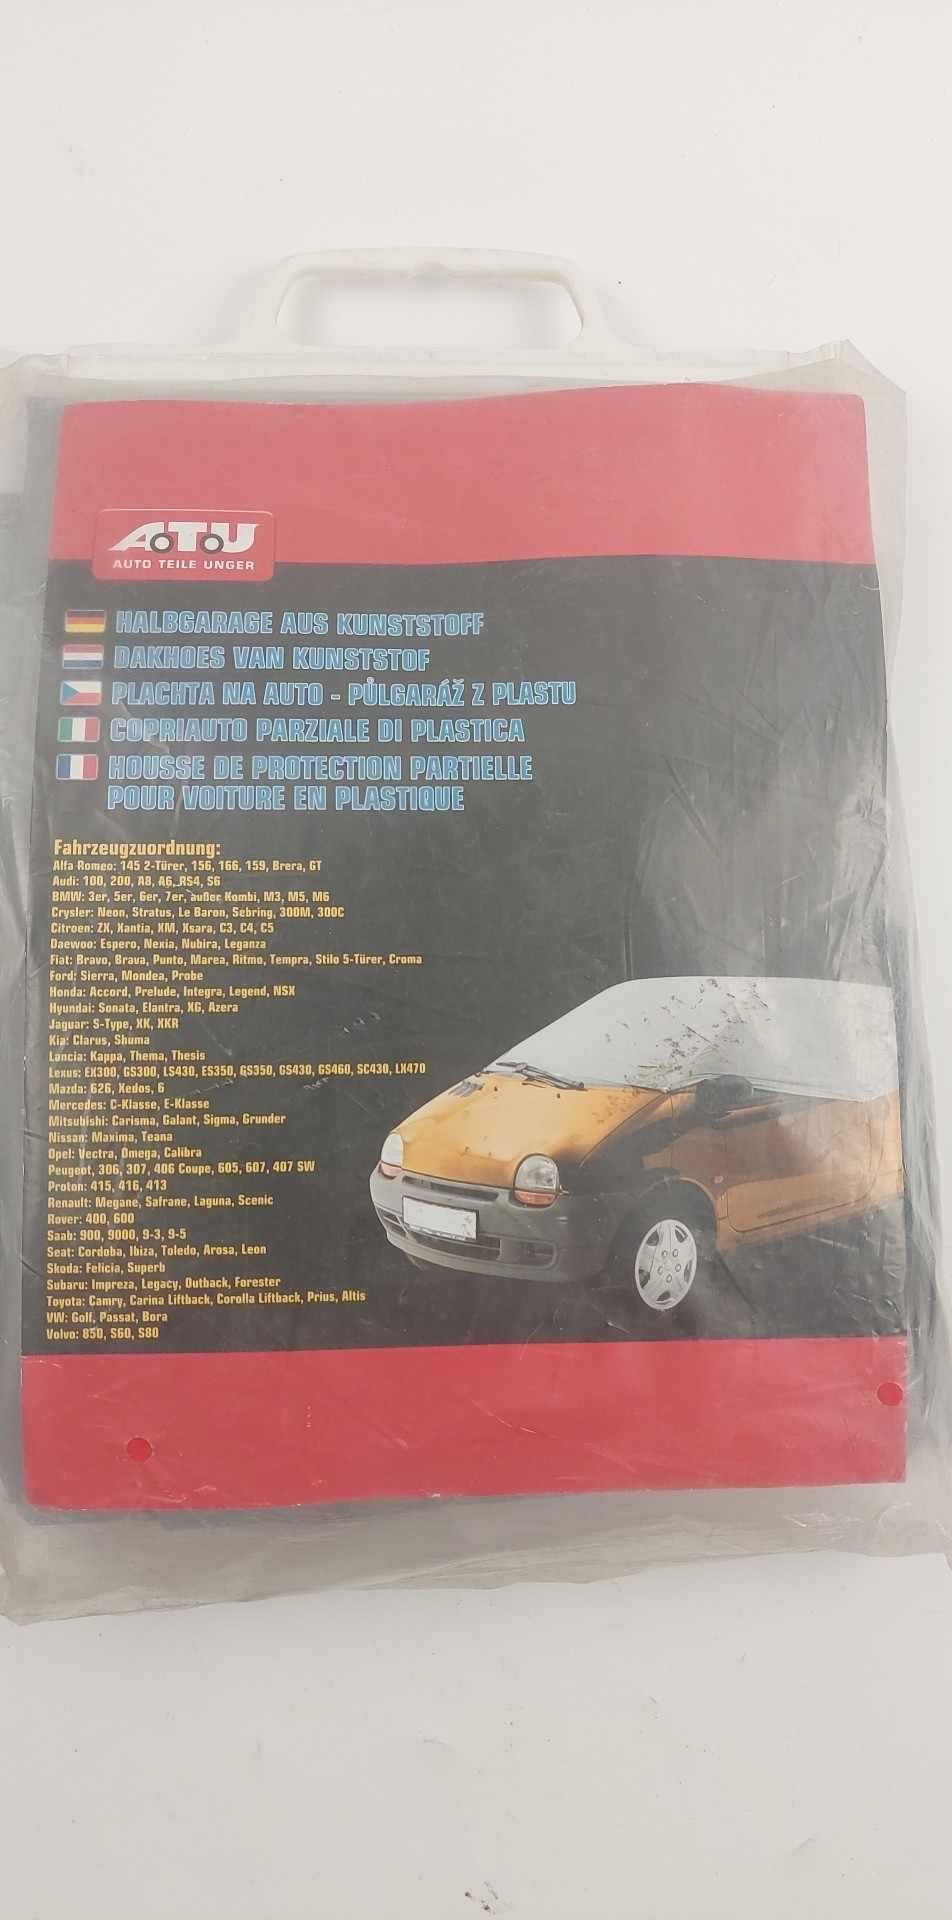 ATU
AUTO TEILE UNGER
HALBGARAGE AUS KUNSTSTOFF
DAKHOES VAN KUNSTSTOF
PLACHTA NA AUTO - PŮLGARÁŽ Z PLASTU
COPRIAUTO PARZIALE DI PLASTICA
HOUSSE DE PROTECTION PARTIELLE
POUR VOITURE EN PLASTIQUE
Fahrzeugzuordnung:
Alfa Romeo: 145 2-Türer, 156, 166, 159, Brera, GT
Audi: 100, 200, A8, A6, RS4, S6
BMW: 3er, 5er, 6er, 7er, außer Kombi, M3, M5, M6
Crysler: Neon, Stratus, Le Baron, Sebring, 300M, 300C
Citroen: ZX, Xantia, XM, Xsara, C3, C4, C5
Daewoo: Espero, Nexia, Nubira, Leganza
Fiat: Bravo, Brava, Punto, Marea, Ritmo, Tempra, Stilo 5-Türer, Croma
Ford: Sierra, Mondea, Probe
Honda: Accord, Prelude, Integra, Legend, NSX
Hyundai: Sonata, Elantra, XG, Azera
Jaguar: S-Type, XK, XKR
Kia: Clarus, Shuma
Lancia: Kappa, Thema, Thesis
Lexus: EX300, GS300, LS430, ES350, GS350, GS430, GS460, SC430, LX470
Mazda: 626, Xedos, 6
Mercedes: C-Klasse, E-Klasse
Mitsubishi: Carisma, Galant, Sigma, Grunder
Nissan: Maxima, Teana
Opel: Vectra, Omega, Calibra
Peugeot, 306, 307, 406 Coupe, 605, 607, 407 SW
Proton: 415, 416, 413
Renault: Megane, Safrane, Laguna, Scenic
Rover: 400, 600
Saab: 900, 9000, 9-3, 9-5
Seat: Cordoba, Ibiza, Toledo, Arosa, Leon
Skoda: Felicia, Superb
Subaru: Impreza, Legacy, Outback, Forester
Toyota: Camry, Carina Liftback, Corolla Liftback, Prius, Altis
VW: Golf, Passat, Bora
Volvo: 850, S60, S80